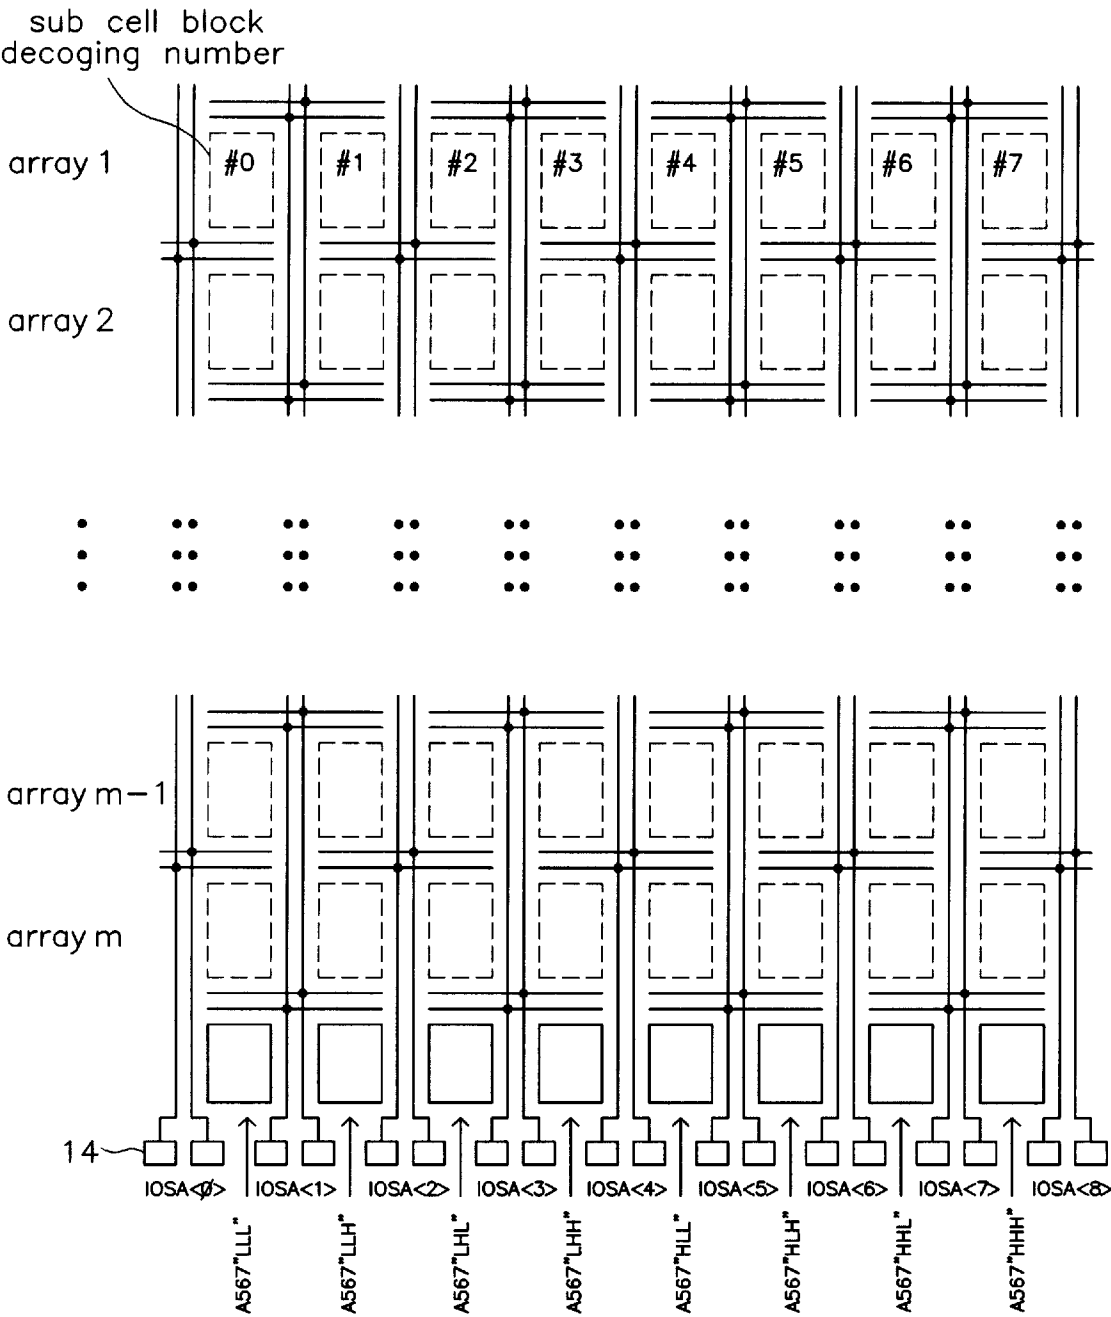 sub cell block
decoging number
array 1
#0 #1 #2 #3 #4 #5 #6 #7
array 2
array m-1
array m
14
IOSA<0> IOSA<1> IOSA<2> IOSA<3> IOSA<4> IOSA<5> IOSA<6> IOSA<7> IOSA<8>
A567"LLL"
A567"LLH"
A567"LHL"
A567"LHH"
A567"HLL"
A567"HLH"
A567"HHL"
A567"HHH"